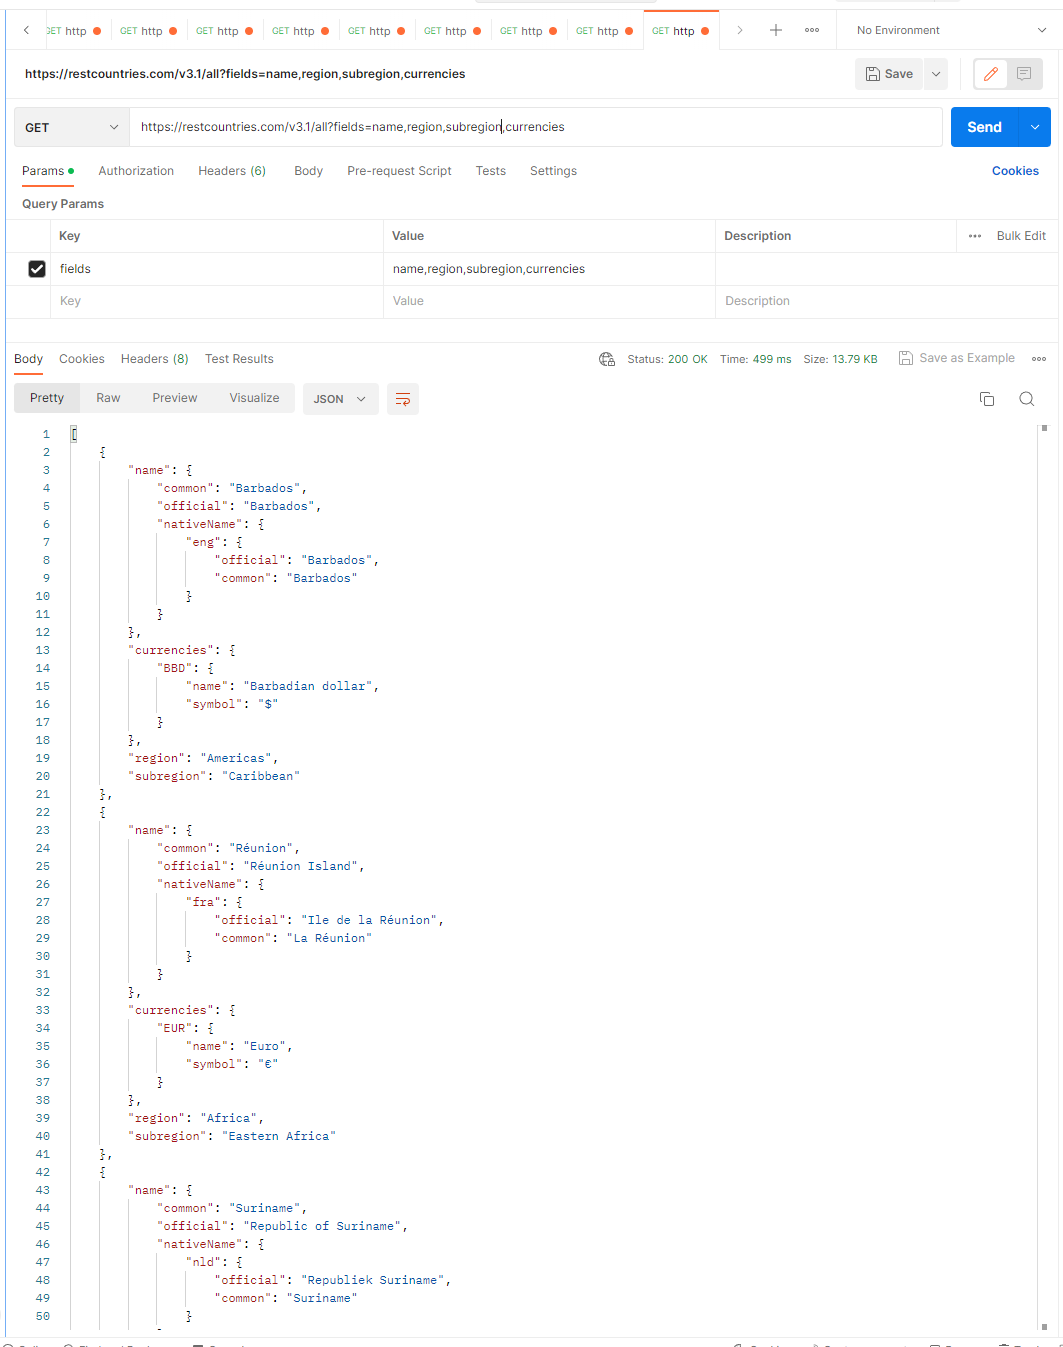 GET http GET http GET http GET http GET http GET http GET http GET http GET http No Environment
https://restcountries.com/v3.1/all?fields=name,region,subregion,currencies Save
GET https://restcountries.com/v3.1/all?fields=name,region,subregion,currencies Send
Params Authorization Headers (6) Body Pre-request Script Tests Settings Cookies
Query Params
Key Value Description Bulk Edit
fields name,region,subregion,currencies
Key Value Description
Body Cookies Headers (8) Test Results Status: 200 OK Time: 499 ms Size: 13.79 KB Save as Example
Pretty Raw Preview Visualize JSON
1 [
2 {
3 "name": {
4 "common": "Barbados",
5 "official": "Barbados",
6 "nativeName": {
7 "eng": {
8 "official": "Barbados",
9 "common": "Barbados"
10 }
11 }
12 },
13 "currencies": {
14 "BBD": {
15 "name": "Barbadian dollar",
16 "symbol": "$"
17 }
18 },
19 "region": "Americas",
20 "subregion": "Caribbean"
21 },
22 {
23 "name": {
24 "common": "Réunion",
25 "official": "Réunion Island",
26 "nativeName": {
27 "fra": {
28 "official": "Ile de la Réunion",
29 "common": "La Réunion"
30 }
31 }
32 },
33 "currencies": {
34 "EUR": {
35 "name": "Euro",
36 "symbol": "€"
37 }
38 },
39 "region": "Africa",
40 "subregion": "Eastern Africa"
41 },
42 {
43 "name": {
44 "common": "Suriname",
45 "official": "Republic of Suriname",
46 "nativeName": {
47 "nld": {
48 "official": "Republiek Suriname",
49 "common": "Suriname"
50 }